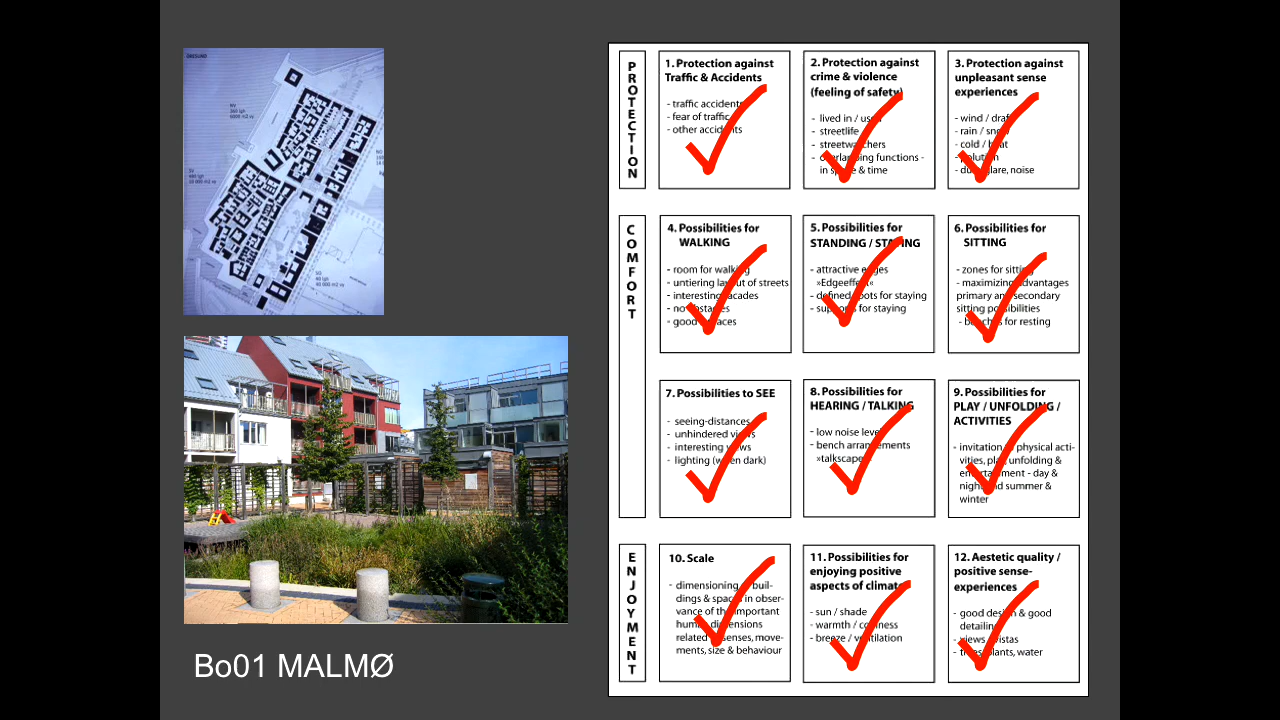 PROTECTION
1. Protection against
Traffic & Accidents
- traffic accidents
- fear of traffic
- other accidents
2. Protection against
crime & violence
(feeling of safety)
- lived in / used
- streetlife
- streetwatchers
- overlapping functions -
in space & time
3. Protection against
unpleasant sense
experiences
- wind / draft
- rain / snow
- cold / heat
- polution
- dust, glare, noise
COMFORT
4. Possibilities for
WALKING
- room for walking
- untiering layout of streets
- interesting facades
- no obstacles
- good surfaces
5. Possibilities for
STANDING / STAYING
- attractive edges
»Edgeeffect«
- defined spots for staying
- supports for staying
6. Possibilities for
SITTING
- zones for sitting
- maximizing advantages
primary and secondary
sitting possibilities
- benches for resting
7. Possibilities to SEE
- seeing-distances
- unhindered views
- interesting views
- lighting (when dark)
8. Possibilities for
HEARING / TALKING
- low noise level
- bench arrangements
»talkscape
9. Possibilities for
PLAY / UNFOLDING /
ACTIVITIES
- invitation to physical acti-
vities, play, unfolding &
entertainment - day &
night and summer &
winter
ENJOYMENT
10. Scale
- dimensioning of buil-
dings & spaces in obser-
vance of the important
human dimensions
related to senses, move-
ments, size & behaviour
11. Possibilities for
enjoying positive
aspects of climate
- sun / shade
- warmth / coolness
- breeze / ventilation
12. Aestetic quality /
positive sense-
experiences
- good design & good
detailing
- views / vistas
- trees, plants, water
Bo01 MALMØ